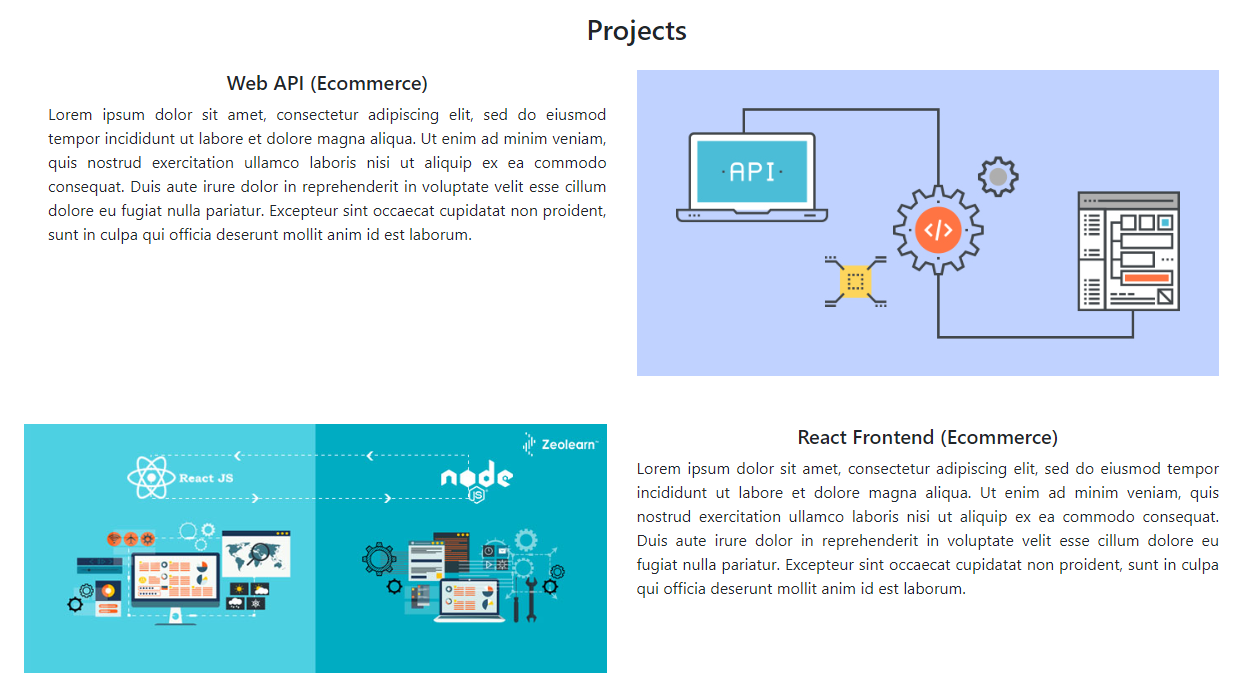 Projects
Web API (Ecommerce)
Lorem ipsum dolor sit amet, consectetur adipiscing elit, sed do eiusmod
tempor incididunt ut labore et dolore magna aliqua. Ut enim ad minim veniam,
quis nostrud exercitation ullamco laboris nisi ut aliquip ex ea commodo
consequat. Duis aute irure dolor in reprehenderit in voluptate velit esse cillum
dolore eu fugiat nulla pariatur. Excepteur sint occaecat cupidatat non proident,
sunt in culpa qui officia deserunt mollit anim id est laborum.
API
</>
Zeolearn
React JS
node
JS
React Frontend (Ecommerce)
Lorem ipsum dolor sit amet, consectetur adipiscing elit, sed do eiusmod tempor
incididunt ut labore et dolore magna aliqua. Ut enim ad minim veniam, quis
nostrud exercitation ullamco laboris nisi ut aliquip ex ea commodo consequat.
Duis aute irure dolor in reprehenderit in voluptate velit esse cillum dolore eu
fugiat nulla pariatur. Excepteur sint occaecat cupidatat non proident, sunt in culpa
qui officia deserunt mollit anim id est laborum.